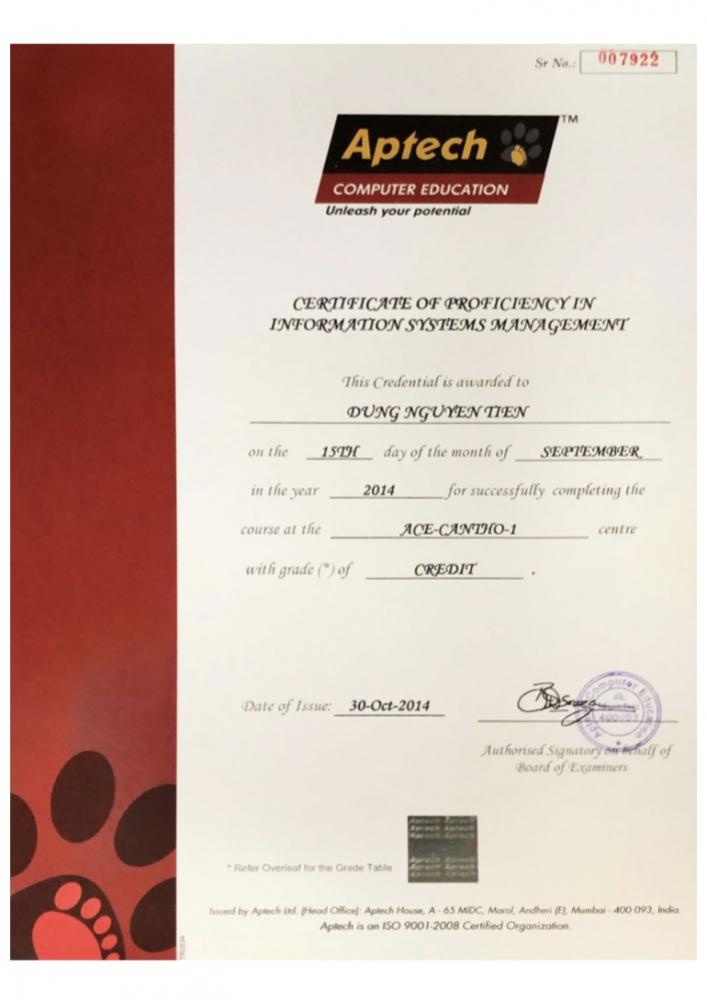 Sr No.: 007922
Aptech TM
COMPUTER EDUCATION
Unleash your potential
CERTIFICATE OF PROFICIENCY IN
INFORMATION SYSTEMS MANAGEMENT
This Credential is awarded to
DUNG NGUYEN TIEN
on the 15TH day of the month of SEPTEMBER
in the year 2014 for successfully completing the
course at the ACE-CANTHO-1 centre
with grade (*) of CREDIT .
Date of Issue: 30-Oct-2014
Computer Education
400093
Authorised Signatory on behalf of
Board of Examiners
Aptech Aptech
Aptech Aptech
* Refer Overleaf for the Grade Table
Issued by Aptech Ltd. (Head Office): Aptech House, A - 65 MIDC, Marol, Andheri (E), Mumbai - 400 093, India.
Aptech is an ISO 9001-2008 Certified Organization.